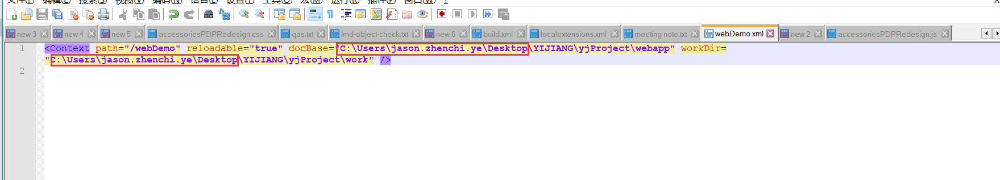 文件(F) 编辑(E) 搜索(S) 视图(V) 编码(N) 语言(L) 设置(T) 工具(O) 宏(M) 运行(R) 插件(P) 窗口(W) ?
new 3 new 4 new 5 accessoriesPDPRedesign.css qas.txt lmd-object-check.txt new 6 build.xml localextensions.xml meeting note.txt webDemo.xml new 2 accessoriesPDPRedesign.js
1 <Context path="/webDemo" reloadable="true" docBase="C:\Users\jason.zhenchi.ye\Desktop\YIJIANG\yjProject\webapp" workDir=
"C:\Users\jason.zhenchi.ye\Desktop\YIJIANG\yjProject\work" />
2